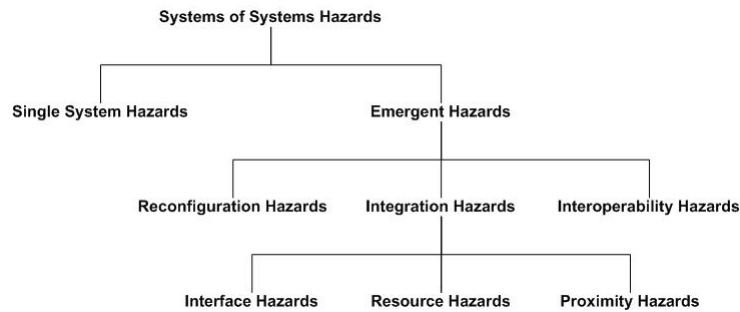 Systems of Systems Hazards
Single System Hazards
Emergent Hazards
Reconfiguration Hazards
Integration Hazards
Interoperability Hazards
Interface Hazards
Resource Hazards
Proximity Hazards